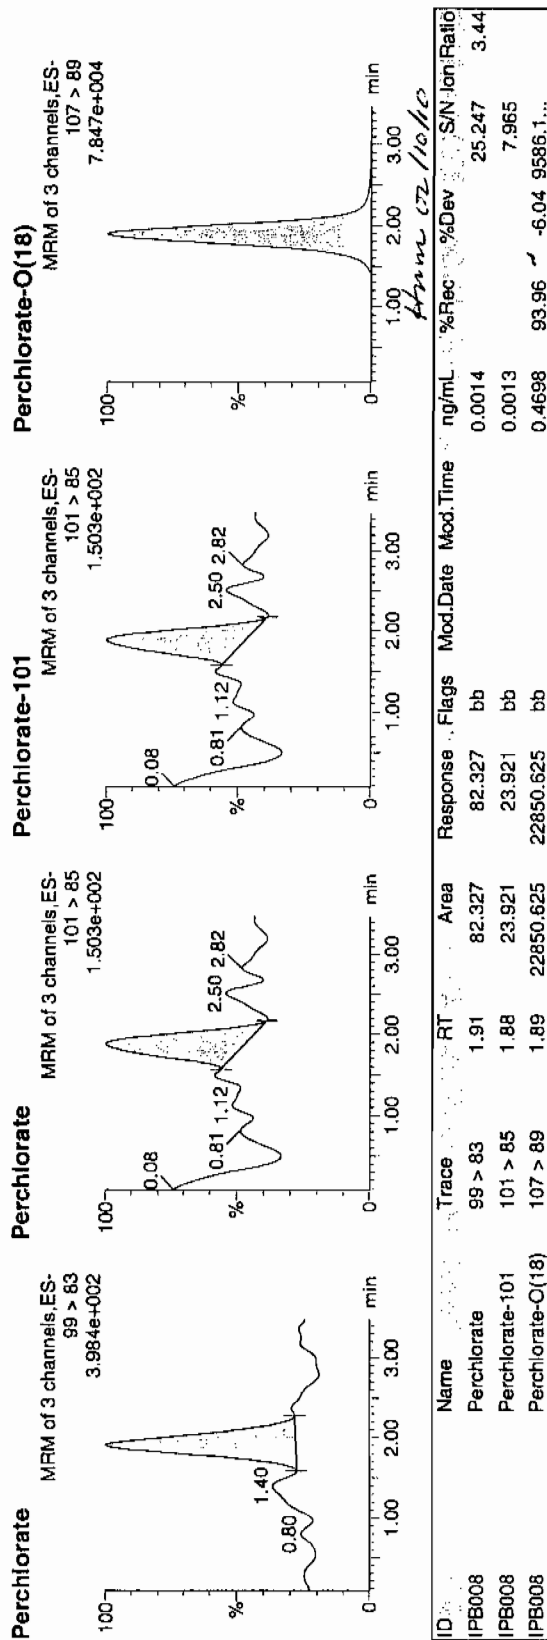 Perchlorate
MRM of 3 channels,ES-
99 > 83
3.984e+002
100
%
0
0.80
1.40
1.00 2.00 3.00 min
Perchlorate
MRM of 3 channels,ES-
101 > 85
1.503e+002
100
%
0
0.08
0.81 1.12
2.50 2.82
1.00 2.00 3.00 min
Perchlorate-101
MRM of 3 channels,ES-
101 > 85
1.503e+002
100
%
0
0.08
0.81 1.12
2.50 2.82
1.00 2.00 3.00 min
Perchlorate-O(18)
MRM of 3 channels,ES-
107 > 89
7.847e+004
100
%
0
1.00 2.00 3.00 min
02/10/10
ID Name Trace RT Area Response Flags Mod.Date Mod.Time ng/mL %Rec %Dev S/N Ion Ratio
IPB008 Perchlorate 99 > 83 1.91 82.327 82.327 bb 0.0014 25.247 3.44
IPB008 Perchlorate-101 101 > 85 1.88 23.921 23.921 bb 0.0013 7.965
IPB008 Perchlorate-O(18) 107 > 89 1.89 22850.625 22850.625 bb 0.4698 93.96 -6.04 9586.1...